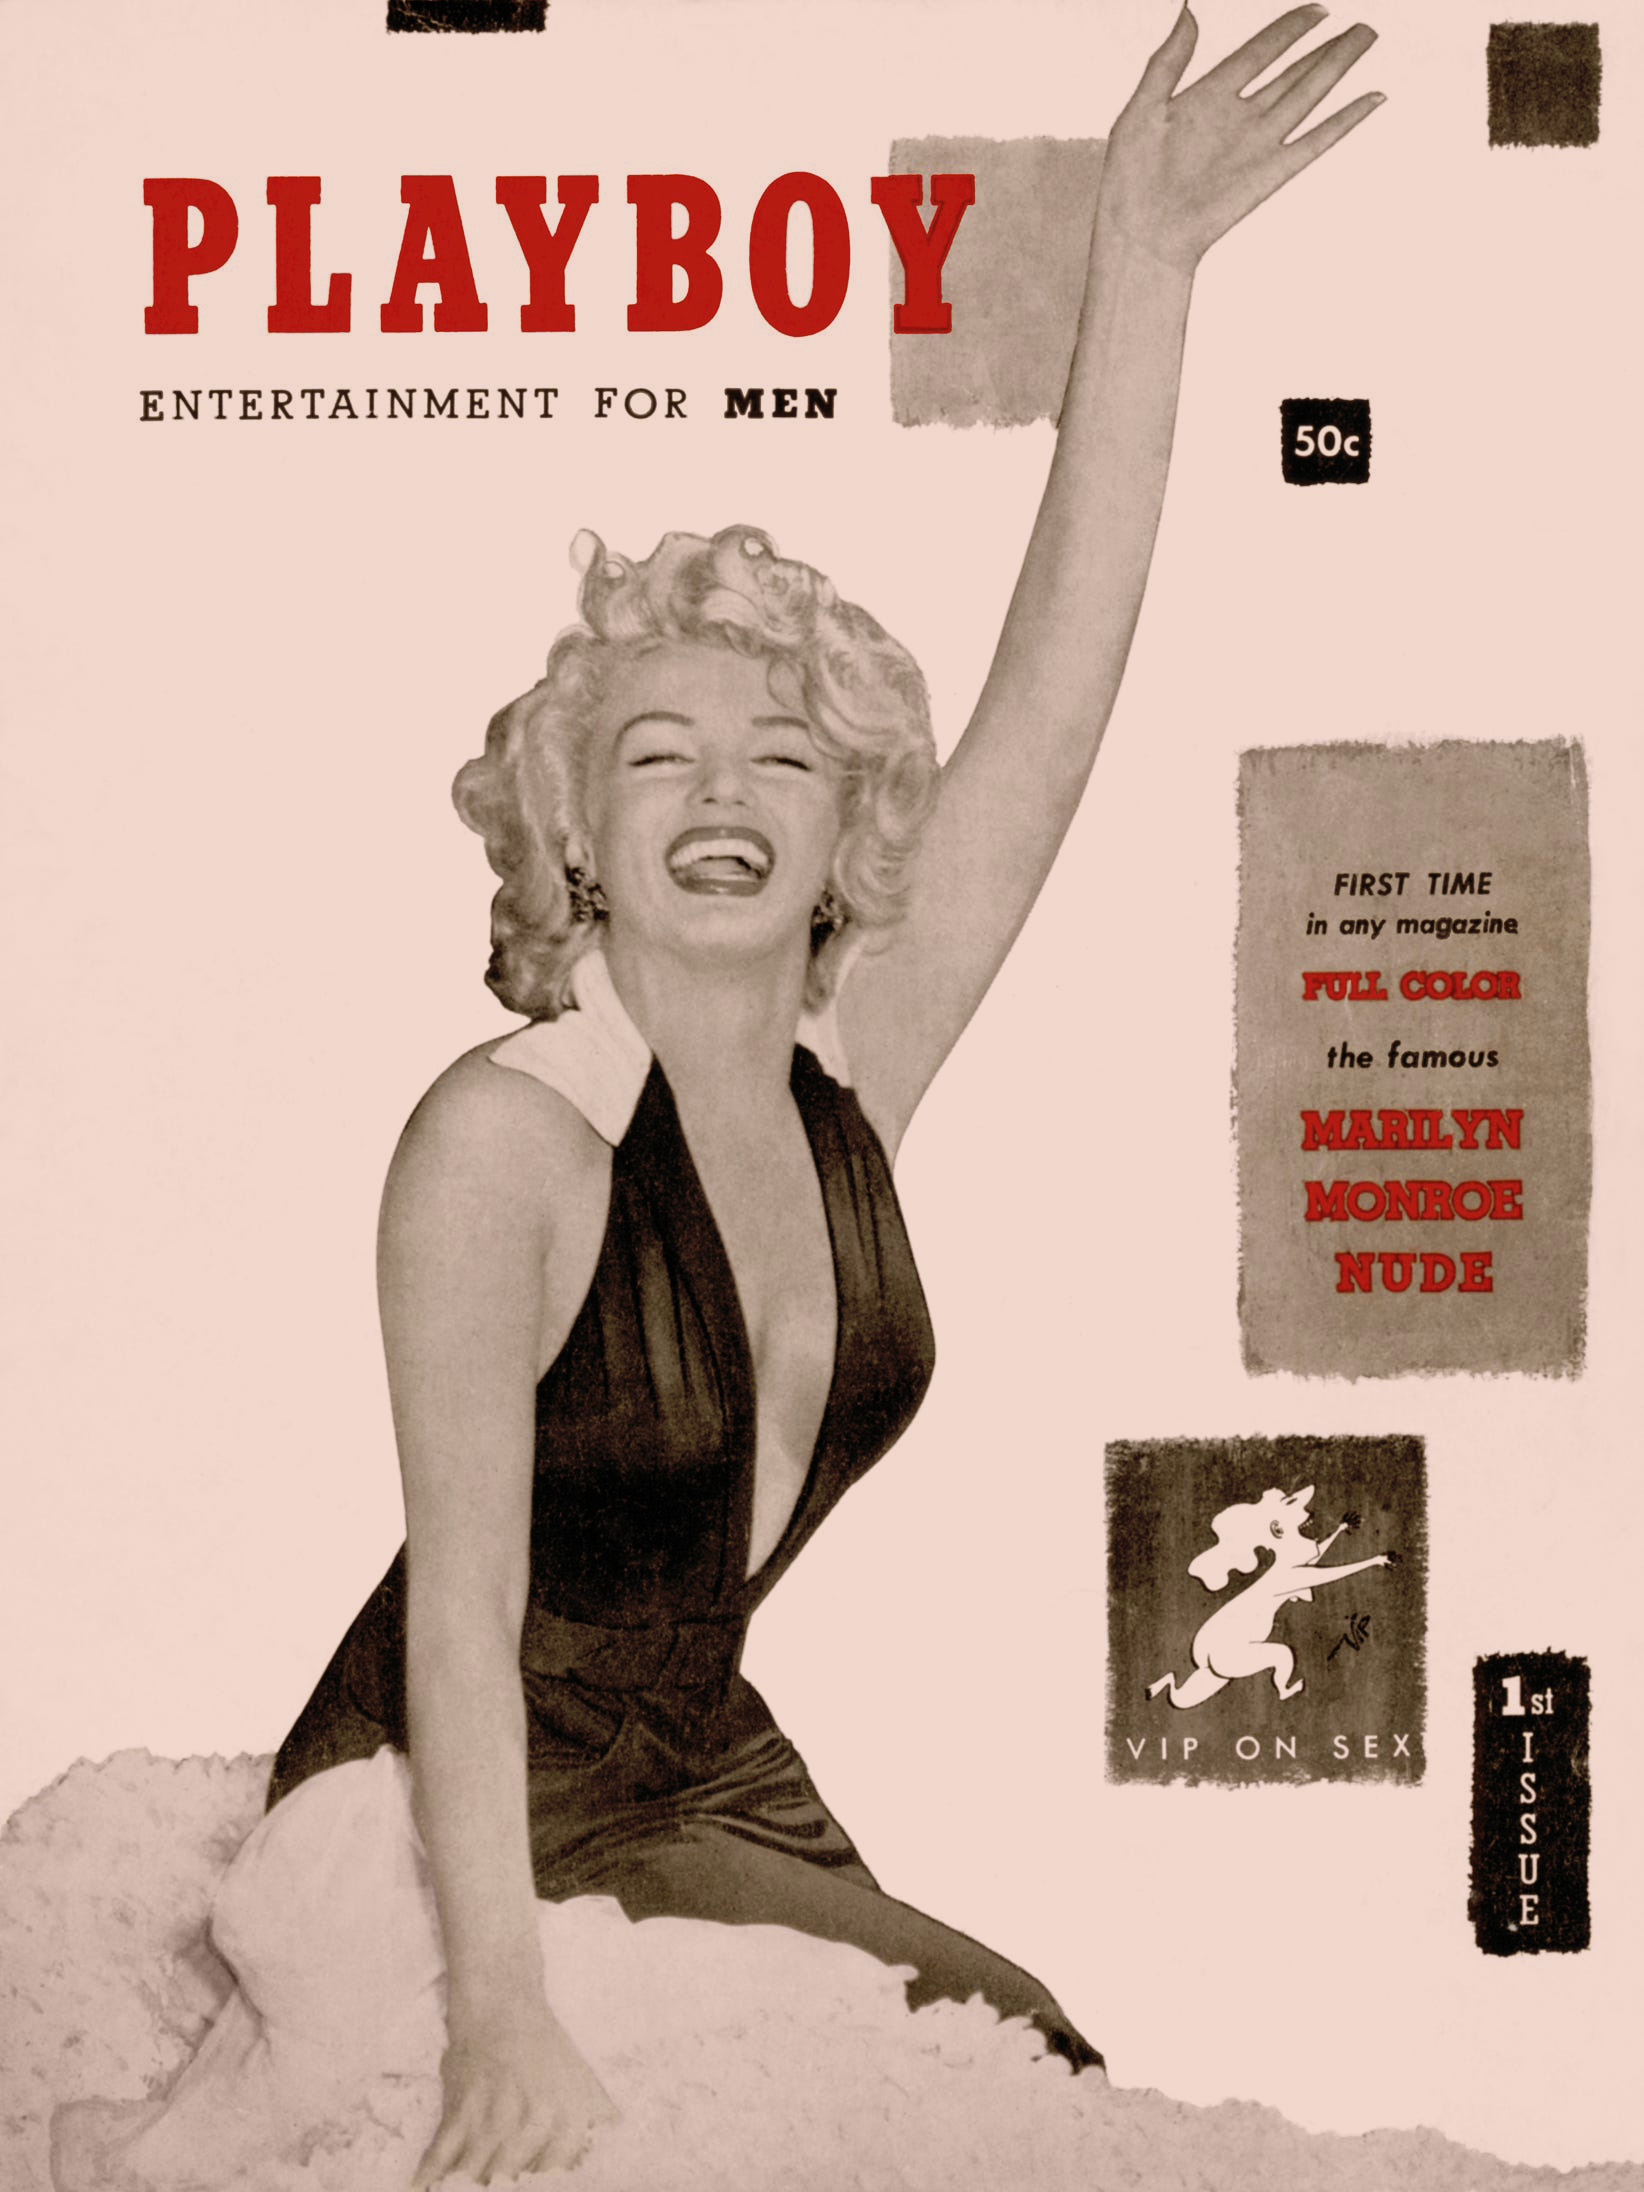 PLAYBOY
ENTERTAINMENT FOR MEN
50c
FIRST TIME
in any magazine
FULL COLOR
the famous
MARILYN
MONROE
NUDE
VIP
VIP ON SEX
1st
ISSUE